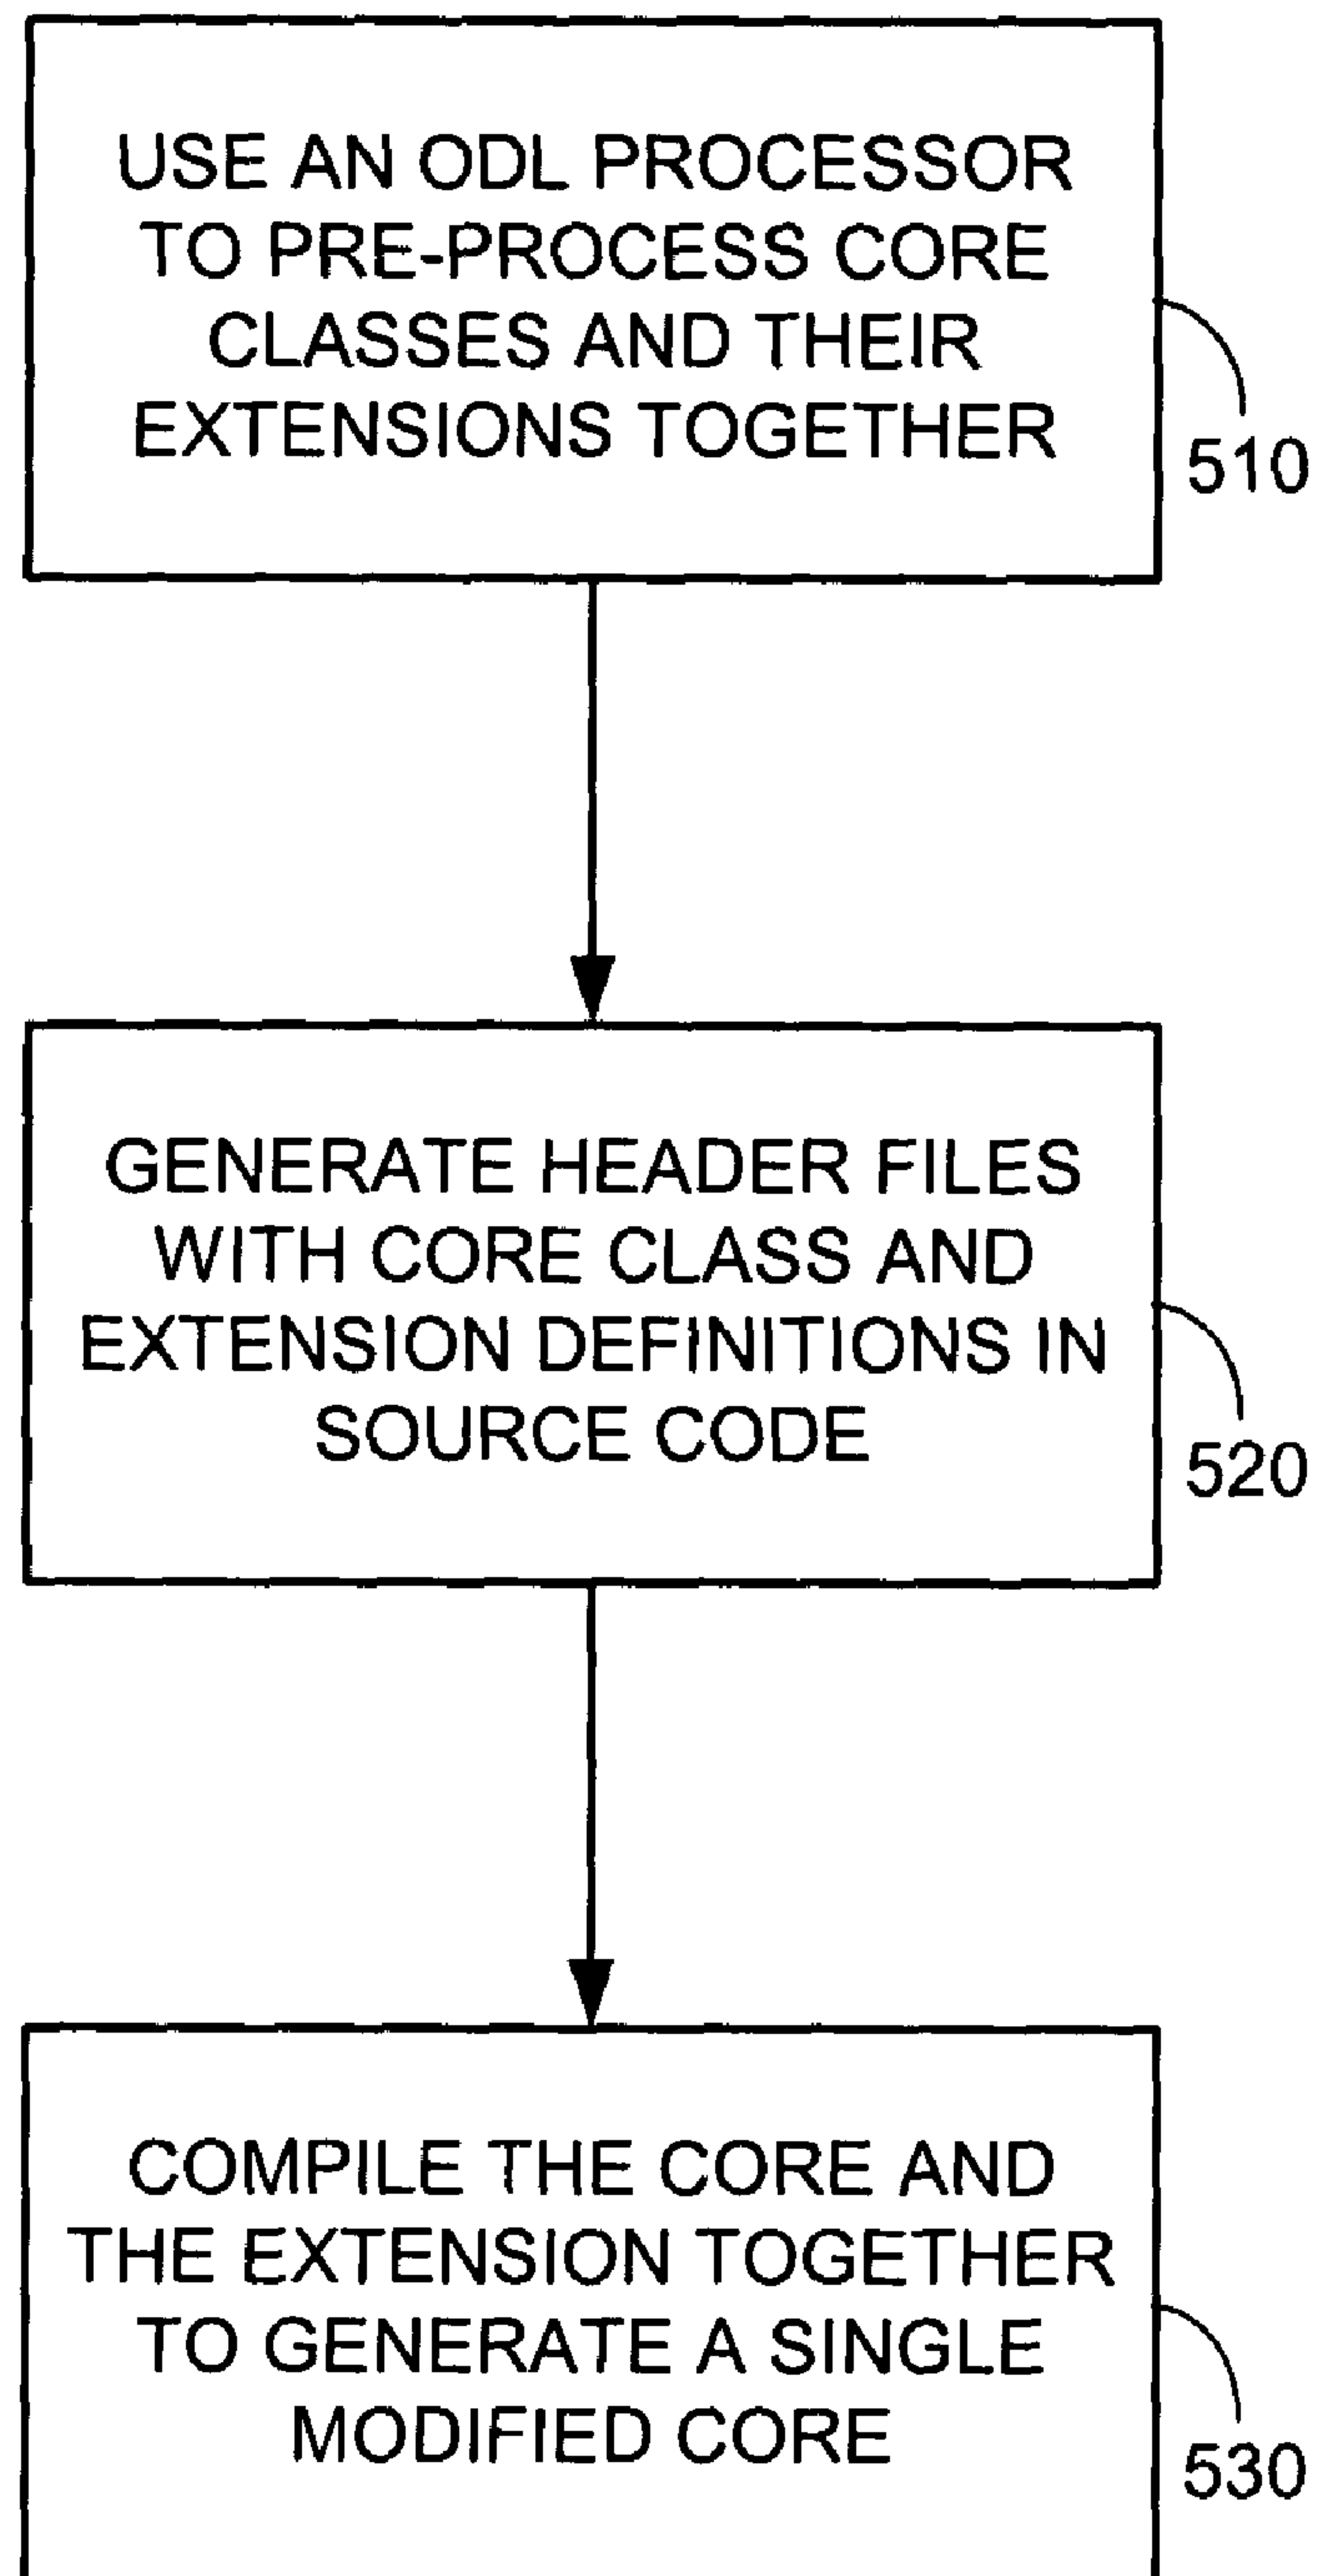 USE AN ODL PROCESSOR
TO PRE-PROCESS CORE
CLASSES AND THEIR
EXTENSIONS TOGETHER
510
GENERATE HEADER FILES
WITH CORE CLASS AND
EXTENSION DEFINITIONS IN
SOURCE CODE
520
COMPILE THE CORE AND
THE EXTENSION TOGETHER
TO GENERATE A SINGLE
MODIFIED CORE
530